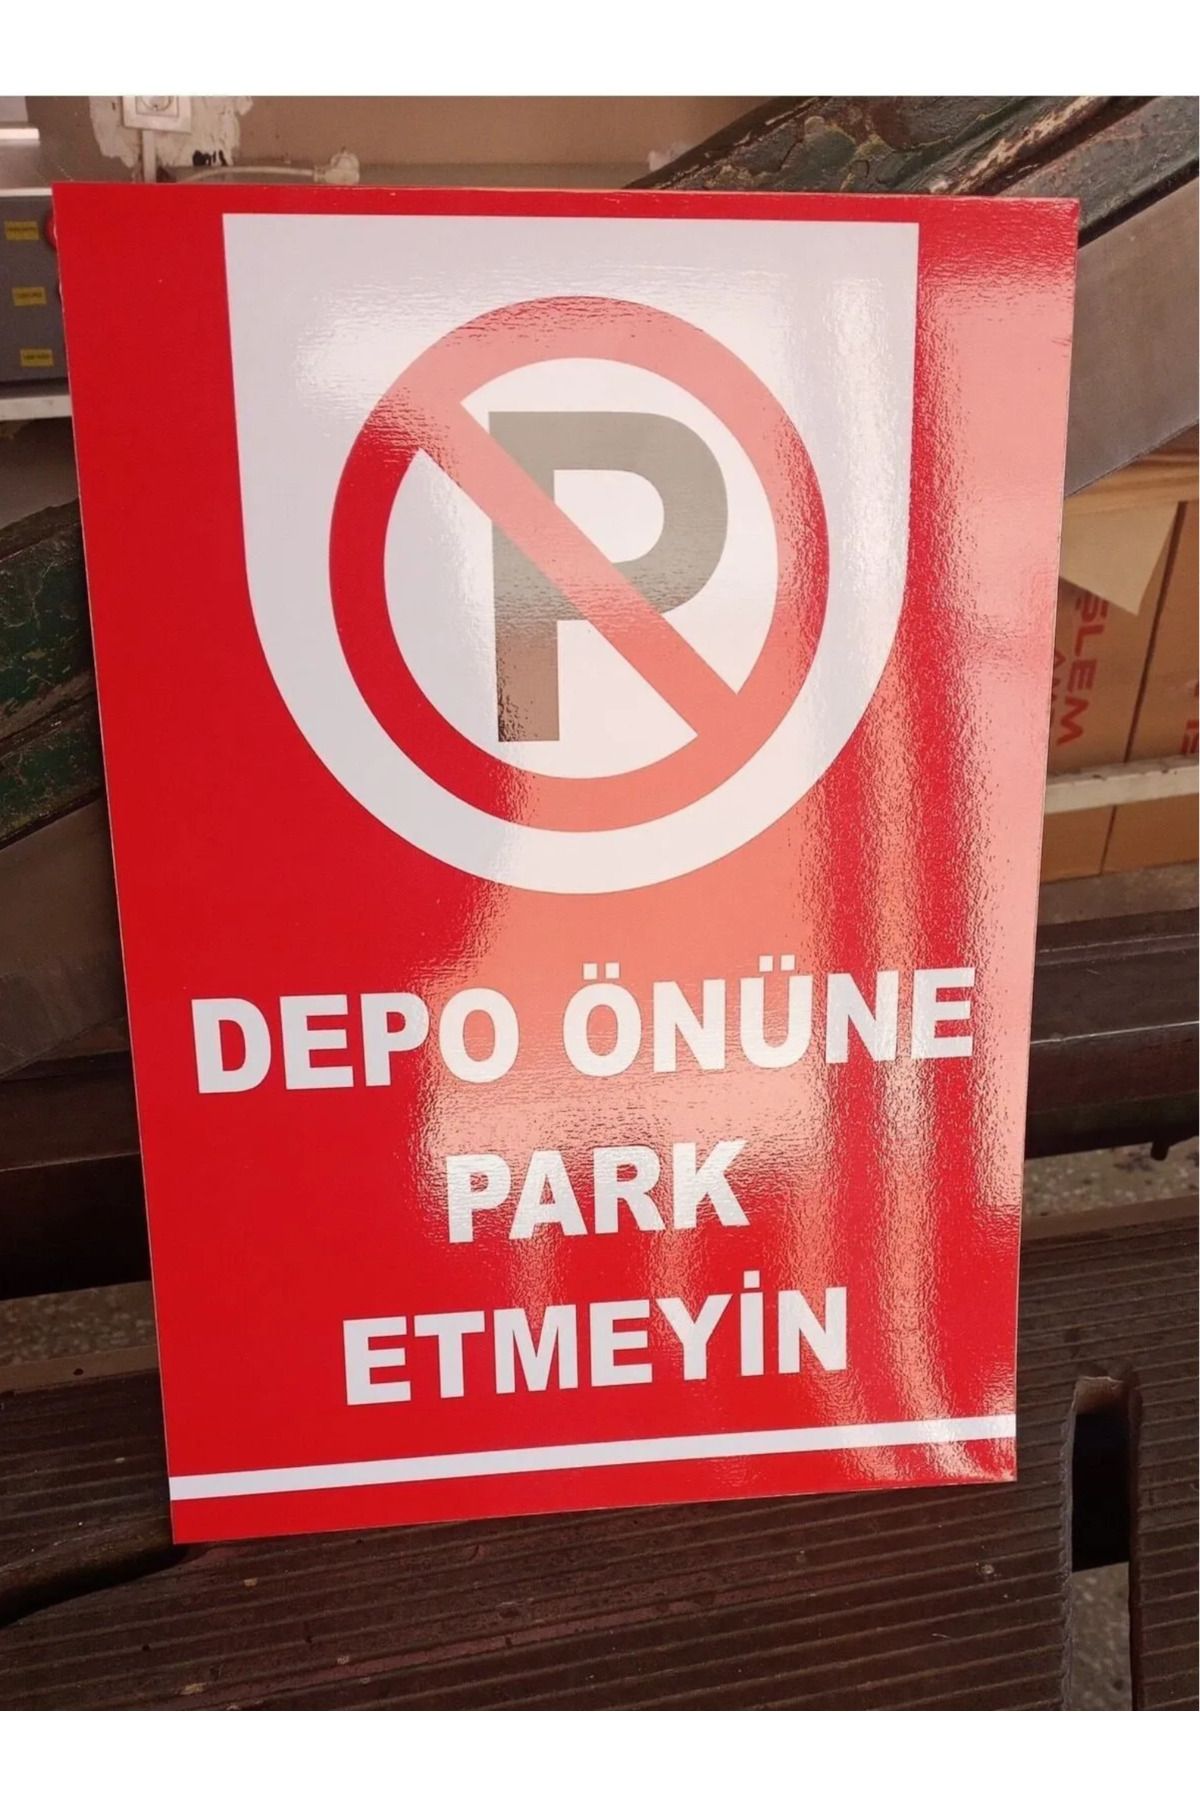 P
DEPO ÖNÜNE
PARK
ETMEYİN